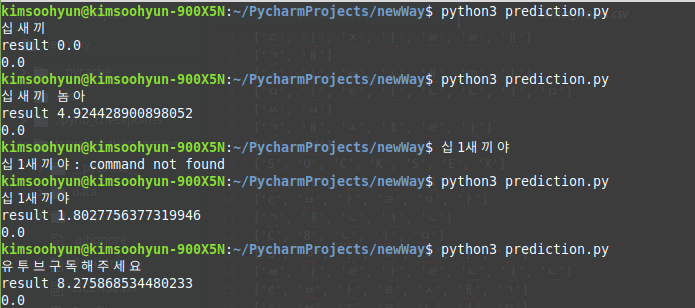 kimsoohyun@kimsoohyun-900X5N:~/PycharmProjects/newWay$ python3 prediction.py
십새끼
result 0.0
0.0
kimsoohyun@kimsoohyun-900X5N:~/PycharmProjects/newWay$ python3 prediction.py
십새끼 놈아
result 4.924428900898052
0.0
kimsoohyun@kimsoohyun-900X5N:~/PycharmProjects/newWay$ 십1새끼야
십1새끼야: command not found
kimsoohyun@kimsoohyun-900X5N:~/PycharmProjects/newWay$ python3 prediction.py
십1새끼야
result 1.8027756377319946
0.0
kimsoohyun@kimsoohyun-900X5N:~/PycharmProjects/newWay$ python3 prediction.py
유투브구독해주세요
result 8.275868534480233
0.0